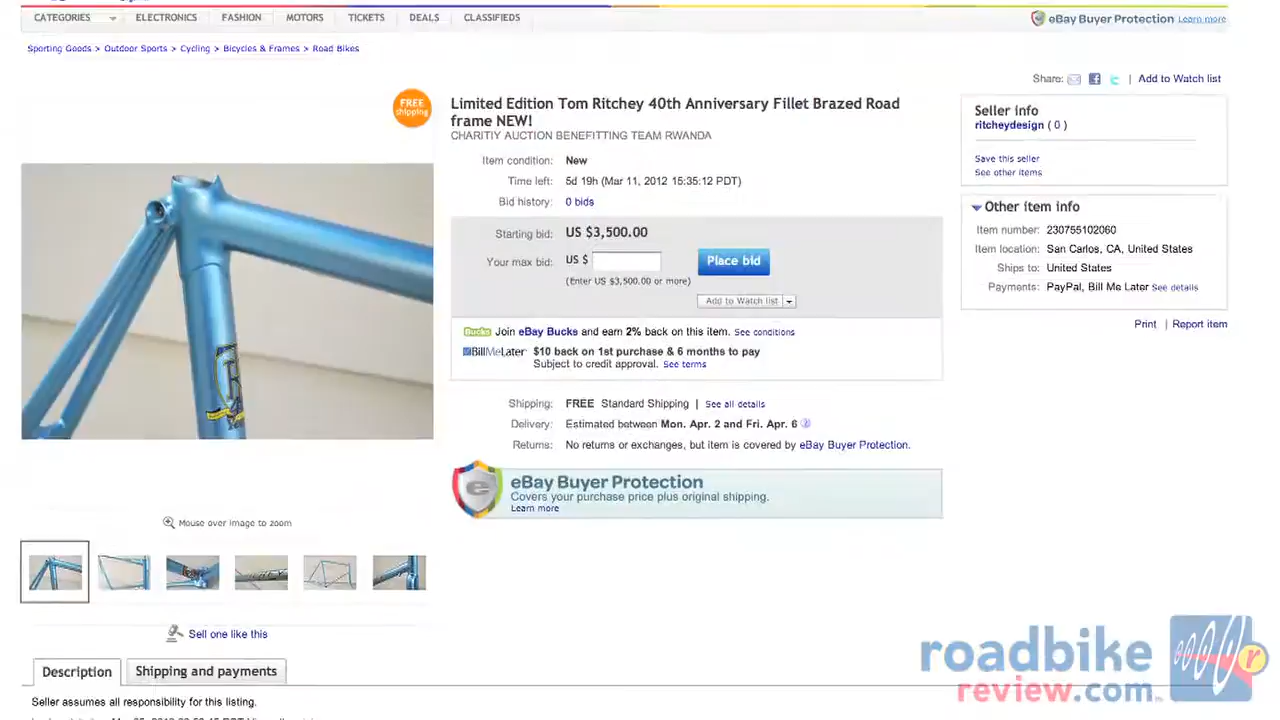 CATEGORIES ELECTRONICS FASHION MOTORS TICKETS DEALS CLASSIFIEDS
eBay Buyer Protection Learn more
Sporting Goods > Outdoor Sports > Cycling > Bicycles & Frames > Road Bikes
Share: | Add to Watch list
FREE
shipping
Limited Edition Tom Ritchey 40th Anniversary Fillet Brazed Road
frame NEW!
CHARITIY AUCTION BENEFITTING TEAM RWANDA
Item condition: New
Time left: 5d 19h (Mar 11, 2012 15:35:12 PDT)
Bid history: 0 bids
Starting bid: US $3,500.00
Your max bid: US $
Place bid
(Enter US $3,500.00 or more)
Add to Watch list
Bucks Join eBay Bucks and earn 2% back on this item. See conditions
BillMeLater $10 back on 1st purchase & 6 months to pay
Subject to credit approval. See terms
Shipping: FREE Standard Shipping | See all details
Delivery: Estimated between Mon. Apr. 2 and Fri. Apr. 6
Returns: No returns or exchanges, but item is covered by eBay Buyer Protection.
eBay Buyer Protection
Covers your purchase price plus original shipping.
Learn more
Seller info
ritcheydesign ( 0 )
Save this seller
See other items
Other item info
Item number: 230755102060
Item location: San Carlos, CA, United States
Ships to: United States
Payments: PayPal, Bill Me Later See details
Print | Report item
Mouse over image to zoom
Sell one like this
Description Shipping and payments
Seller assumes all responsibility for this listing.
roadbike
review.com
r